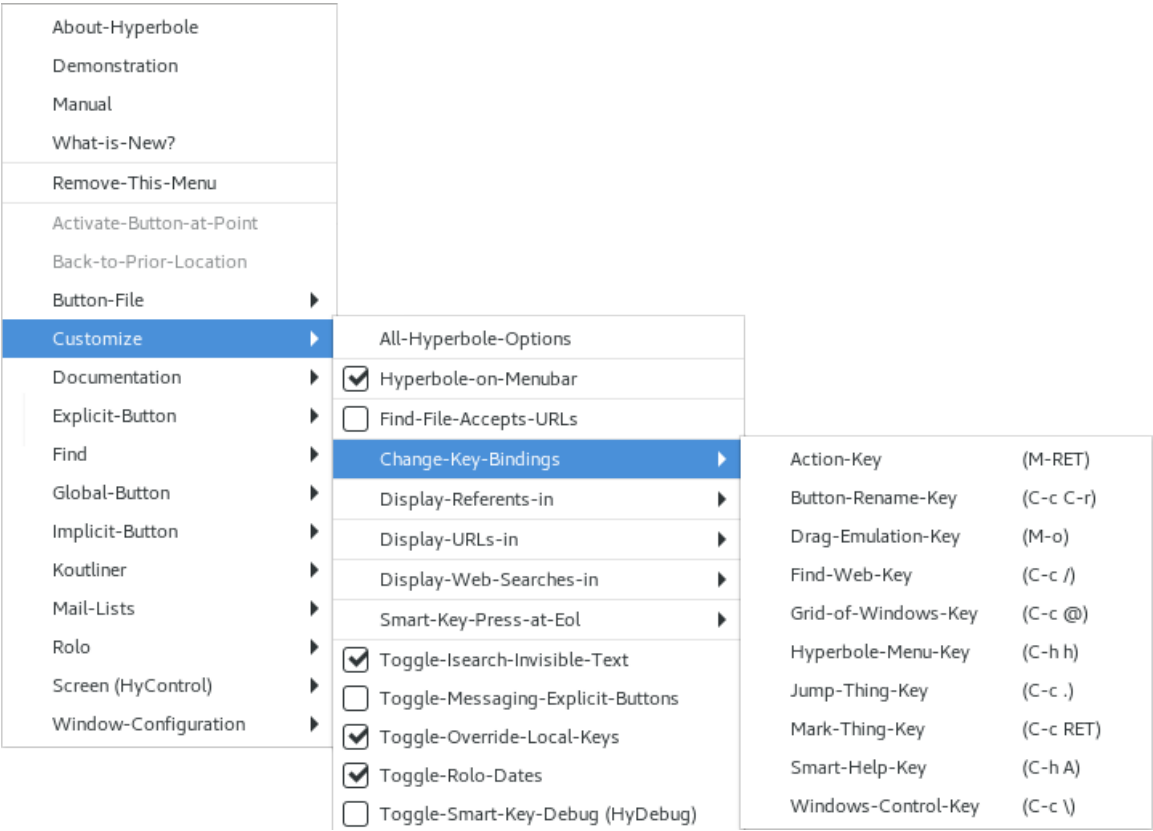 About-Hyperbole
Demonstration
Manual
What-is-New?
Remove-This-Menu
Activate-Button-at-Point
Back-to-Prior-Location
Button-File
Customize
Documentation
Explicit-Button
Find
Global-Button
Implicit-Button
Koutliner
Mail-Lists
Rolo
Screen (HyControl)
Window-Configuration
All-Hyperbole-Options
Hyperbole-on-Menubar
Find-File-Accepts-URLs
Change-Key-Bindings
Display-Referents-in
Display-URLs-in
Display-Web-Searches-in
Smart-Key-Press-at-Eol
Toggle-Isearch-Invisible-Text
Toggle-Messaging-Explicit-Buttons
Toggle-Override-Local-Keys
Toggle-Rolo-Dates
Toggle-Smart-Key-Debug (HyDebug)
Action-Key (M-RET)
Button-Rename-Key (C-c C-r)
Drag-Emulation-Key (M-o)
Find-Web-Key (C-c /)
Grid-of-Windows-Key (C-c @)
Hyperbole-Menu-Key (C-h h)
Jump-Thing-Key (C-c .)
Mark-Thing-Key (C-c RET)
Smart-Help-Key (C-h A)
Windows-Control-Key (C-c \)